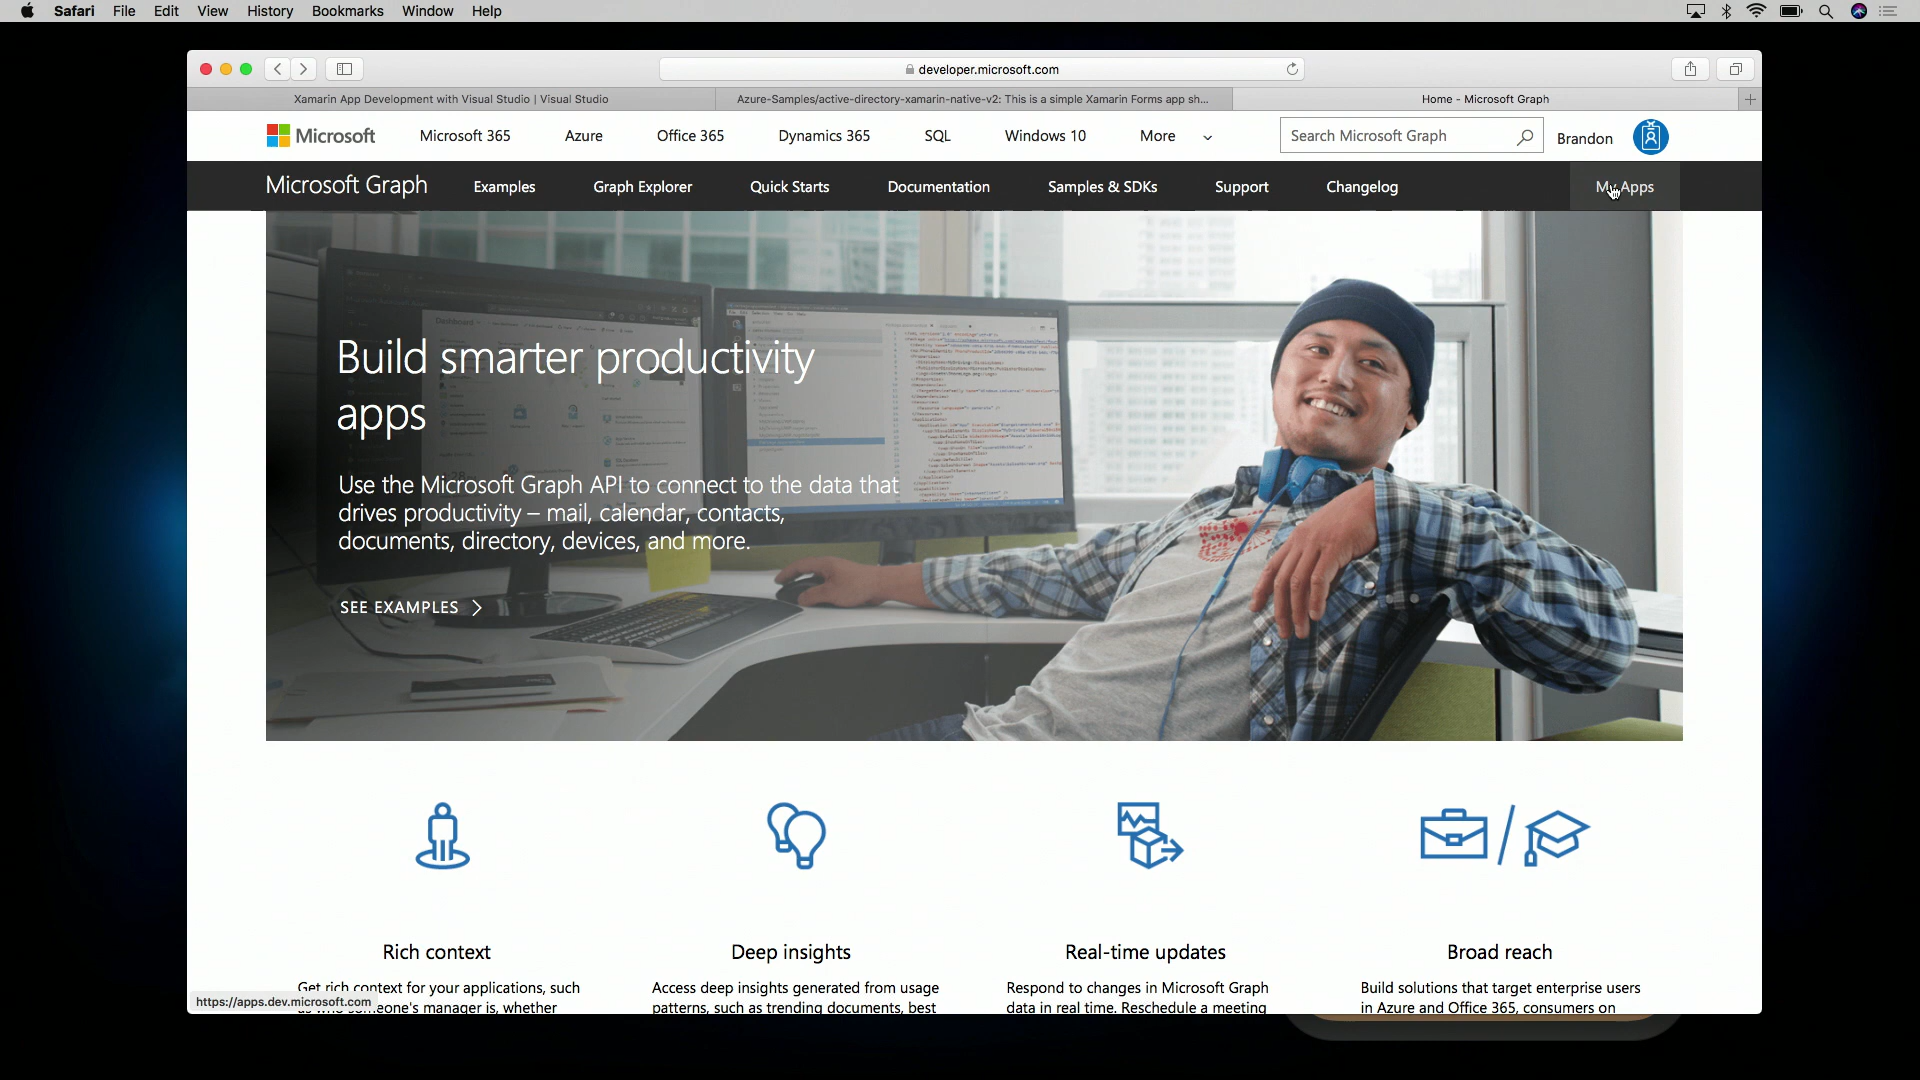 Safari File Edit View History Bookmarks Window Help
developer.microsoft.com
Xamarin App Development with Visual Studio | Visual Studio
Azure-Samples/active-directory-xamarin-native-v2: This is a simple Xamarin Forms app sh...
Home - Microsoft Graph
Microsoft Microsoft 365 Azure Office 365 Dynamics 365 SQL Windows 10 More Search Microsoft Graph Brandon
Microsoft Graph Examples Graph Explorer Quick Starts Documentation Samples & SDKs Support Changelog My Apps
Build smarter productivity
apps
Use the Microsoft Graph API to connect to the data that
drives productivity – mail, calendar, contacts,
documents, directory, devices, and more.
SEE EXAMPLES
Rich context
Get rich context for your applications, such
eone's manager is, whether
Deep insights
Access deep insights generated from usage
patterns, such as trending documents, best
Real-time updates
Respond to changes in Microsoft Graph
data in real time. Reschedule a meeting
Broad reach
Build solutions that target enterprise users
in Azure and Office 365, consumers on
https://apps.dev.microsoft.com